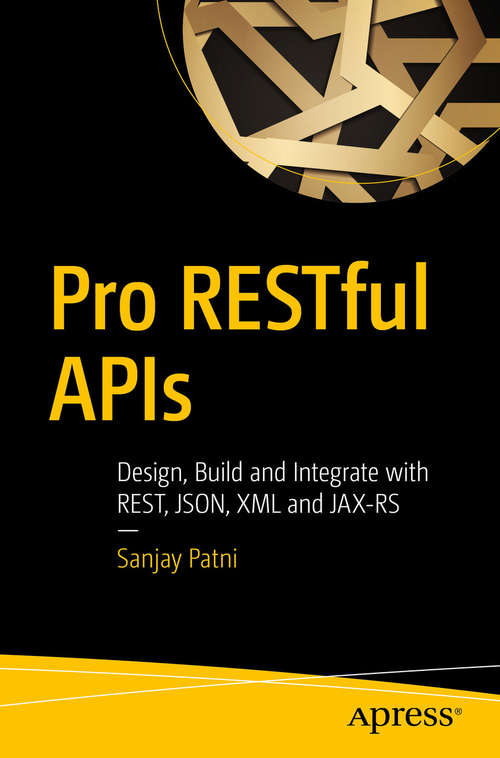 Pro RESTful
APIs
Design, Build and Integrate with
REST, JSON, XML and JAX-RS
—
Sanjay Patni
Apress®